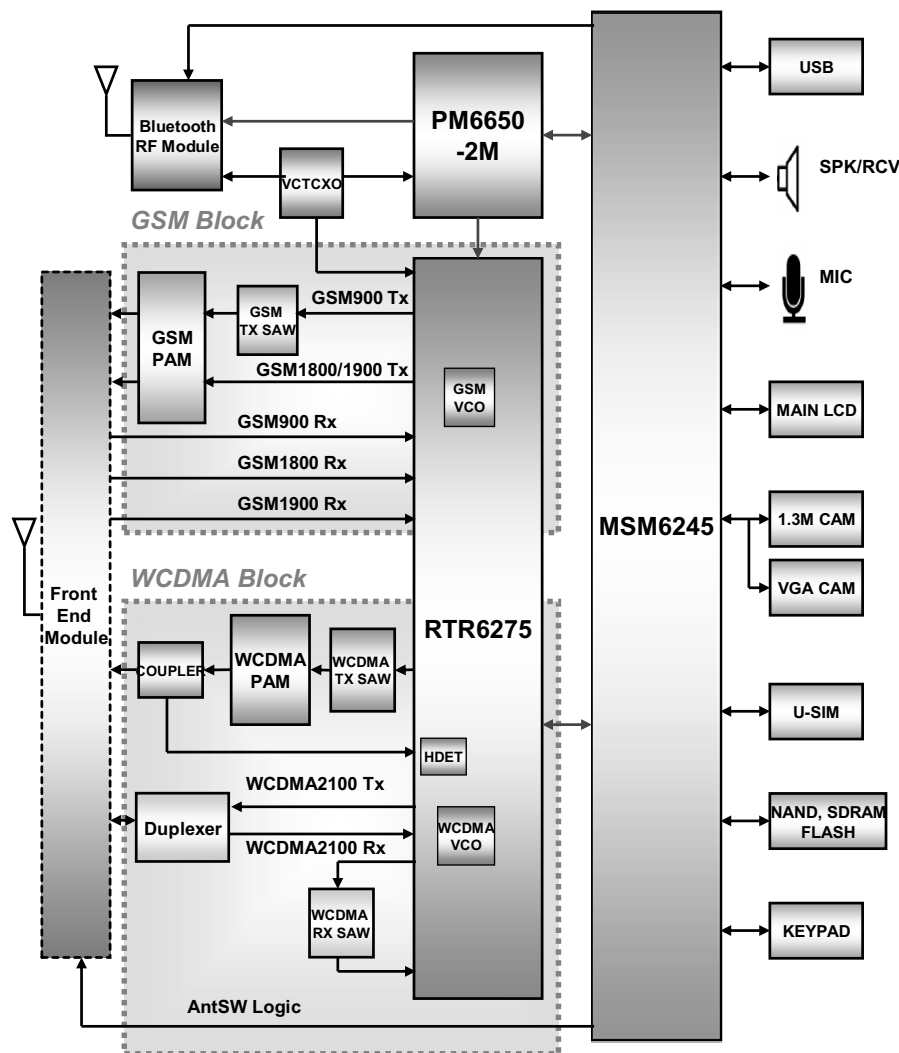 Bluetooth
RF Module
PM6650
-2M
VCTCXO
USB
SPK/RCV
MIC
MAIN LCD
1.3M CAM
VGA CAM
U-SIM
NAND, SDRAM
FLASH
KEYPAD
MSM6245
GSM Block
GSM
PAM
GSM
TX SAW
GSM900 Tx
GSM1800/1900 Tx
GSM
VCO
GSM900 Rx
GSM1800 Rx
GSM1900 Rx
Front
End
Module
RTR6275
WCDMA Block
COUPLER
WCDMA
PAM
WCDMA
TX SAW
HDET
WCDMA2100 Tx
Duplexer
WCDMA
VCO
WCDMA2100 Rx
WCDMA
RX SAW
AntSW Logic